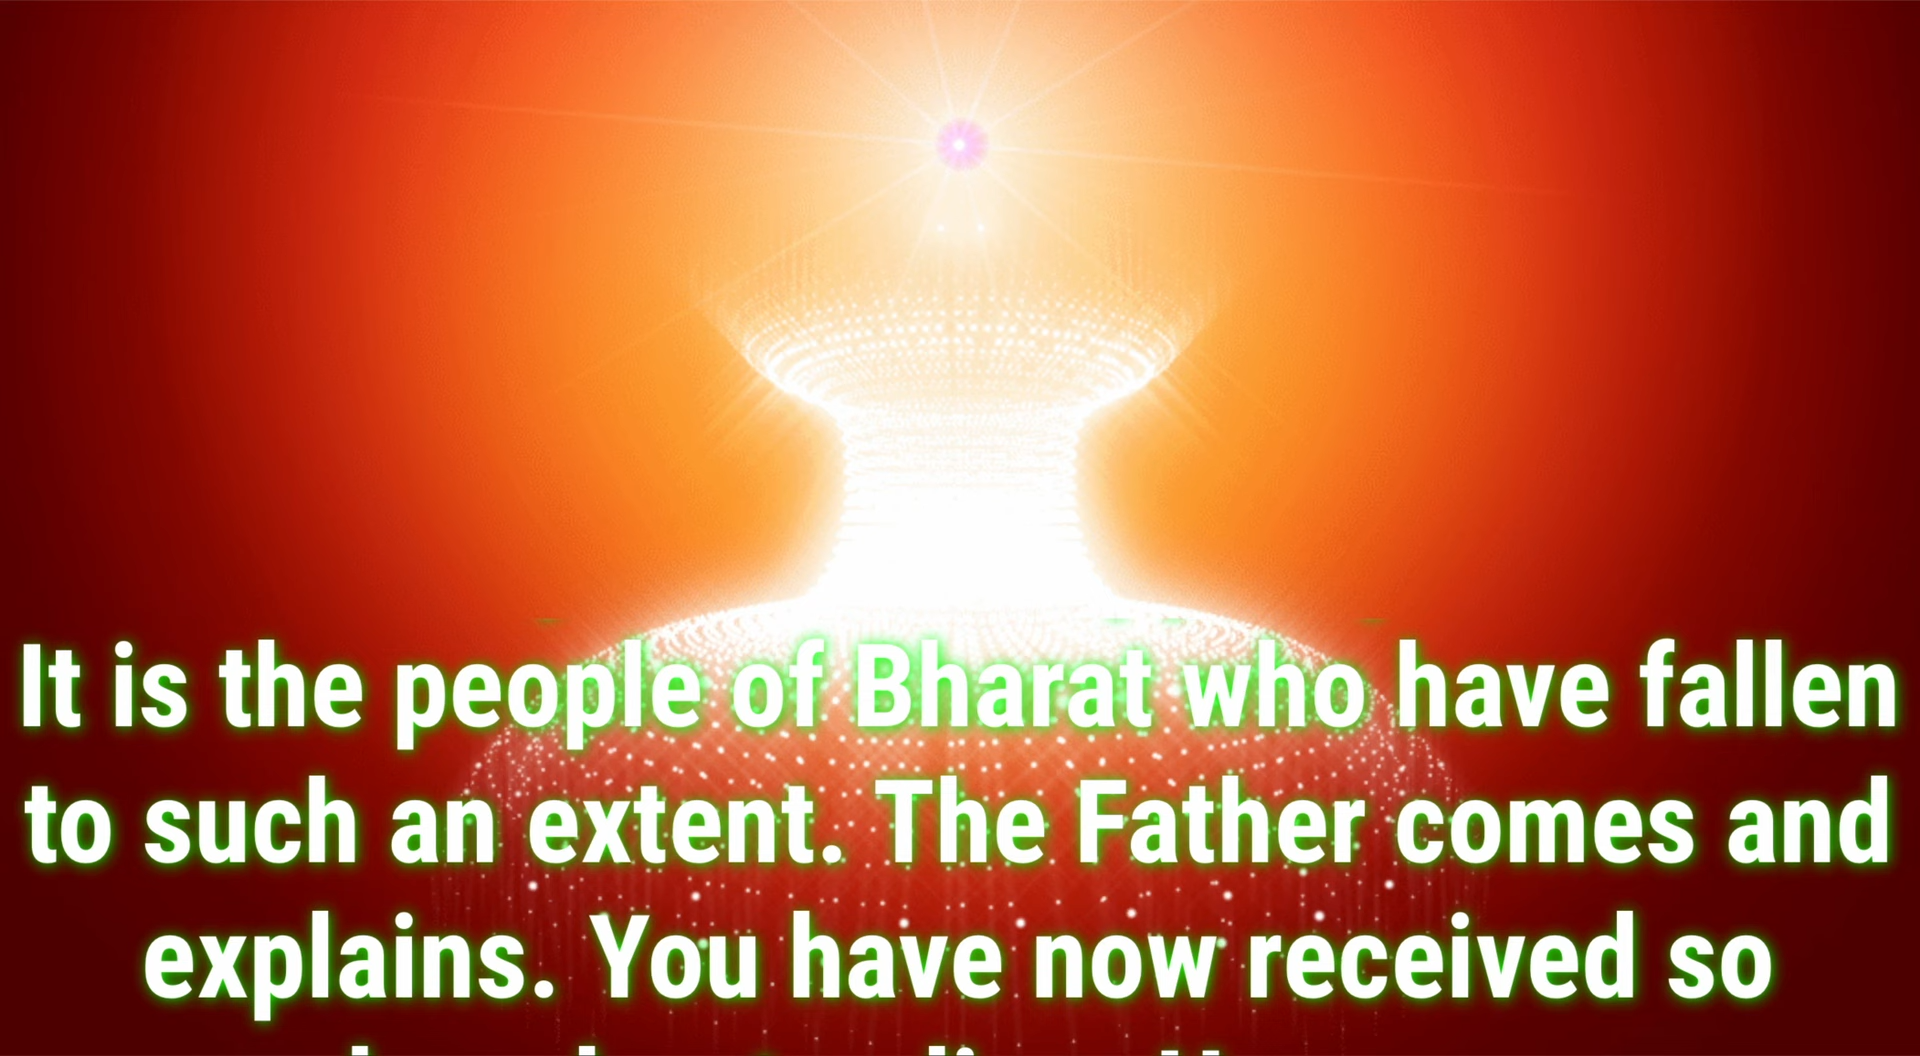 It is the people of Bharat who have fallen
to such an extent. The Father comes and
explains. You have now received so